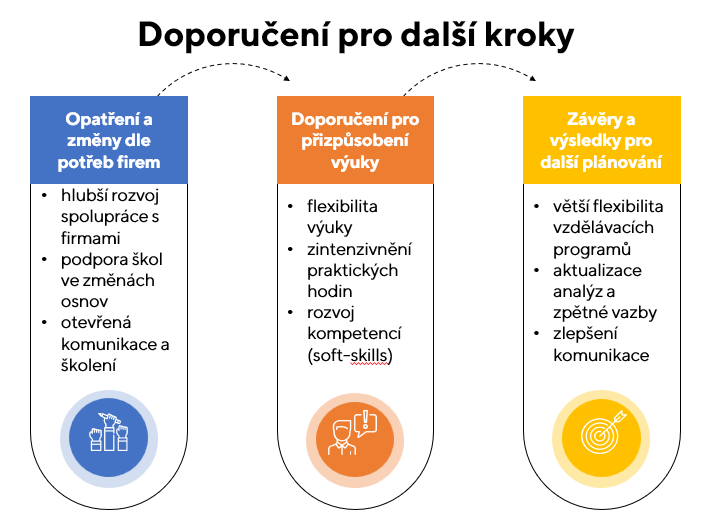 Doporučení pro další kroky
Opatření a
změny dle
potřeb firem
• hlubší rozvoj
spolupráce s
firmami
• podpora škol
ve změnách
osnov
• otevřená
komunikace a
školení
Doporučení pro
přizpůsobení
výuky
• flexibilita
výuky
• zintenzivnění
praktických
hodin
• rozvoj
kompetencí
(soft-skills)
Závěry a
výsledky pro
další plánování
• větší flexibilita
vzdělávacích
programů
• aktualizace
analýz a
zpětné vazby
• zlepšení
komunikace